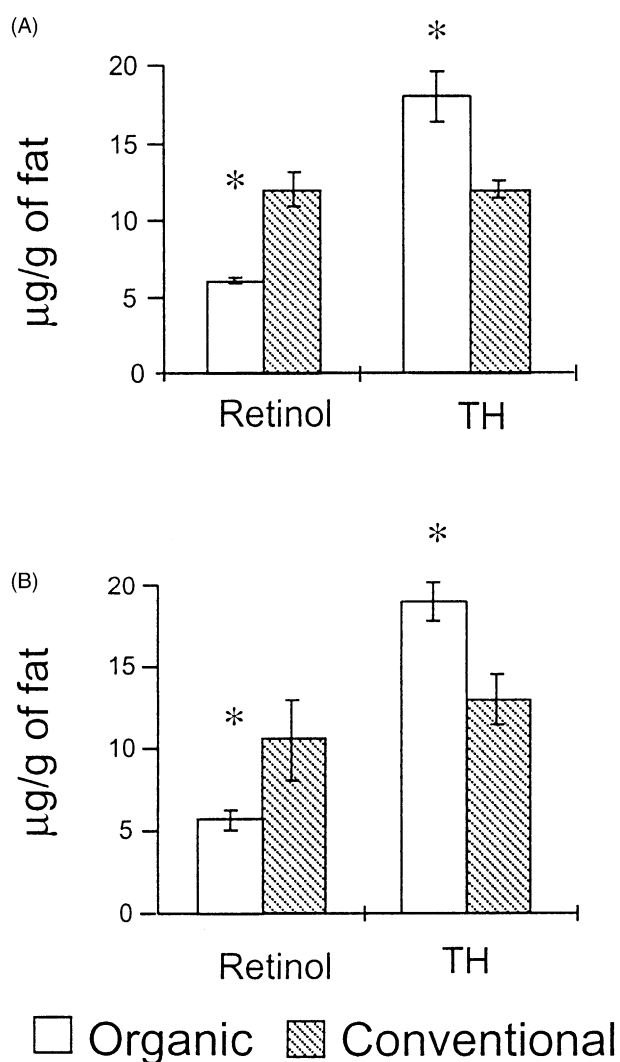 (A)
µg/g of fat
20
15
10
5
0
*
*
Retinol
TH
(B)
µg/g of fat
20
15
10
5
0
*
*
Retinol
TH
Organic
Conventional